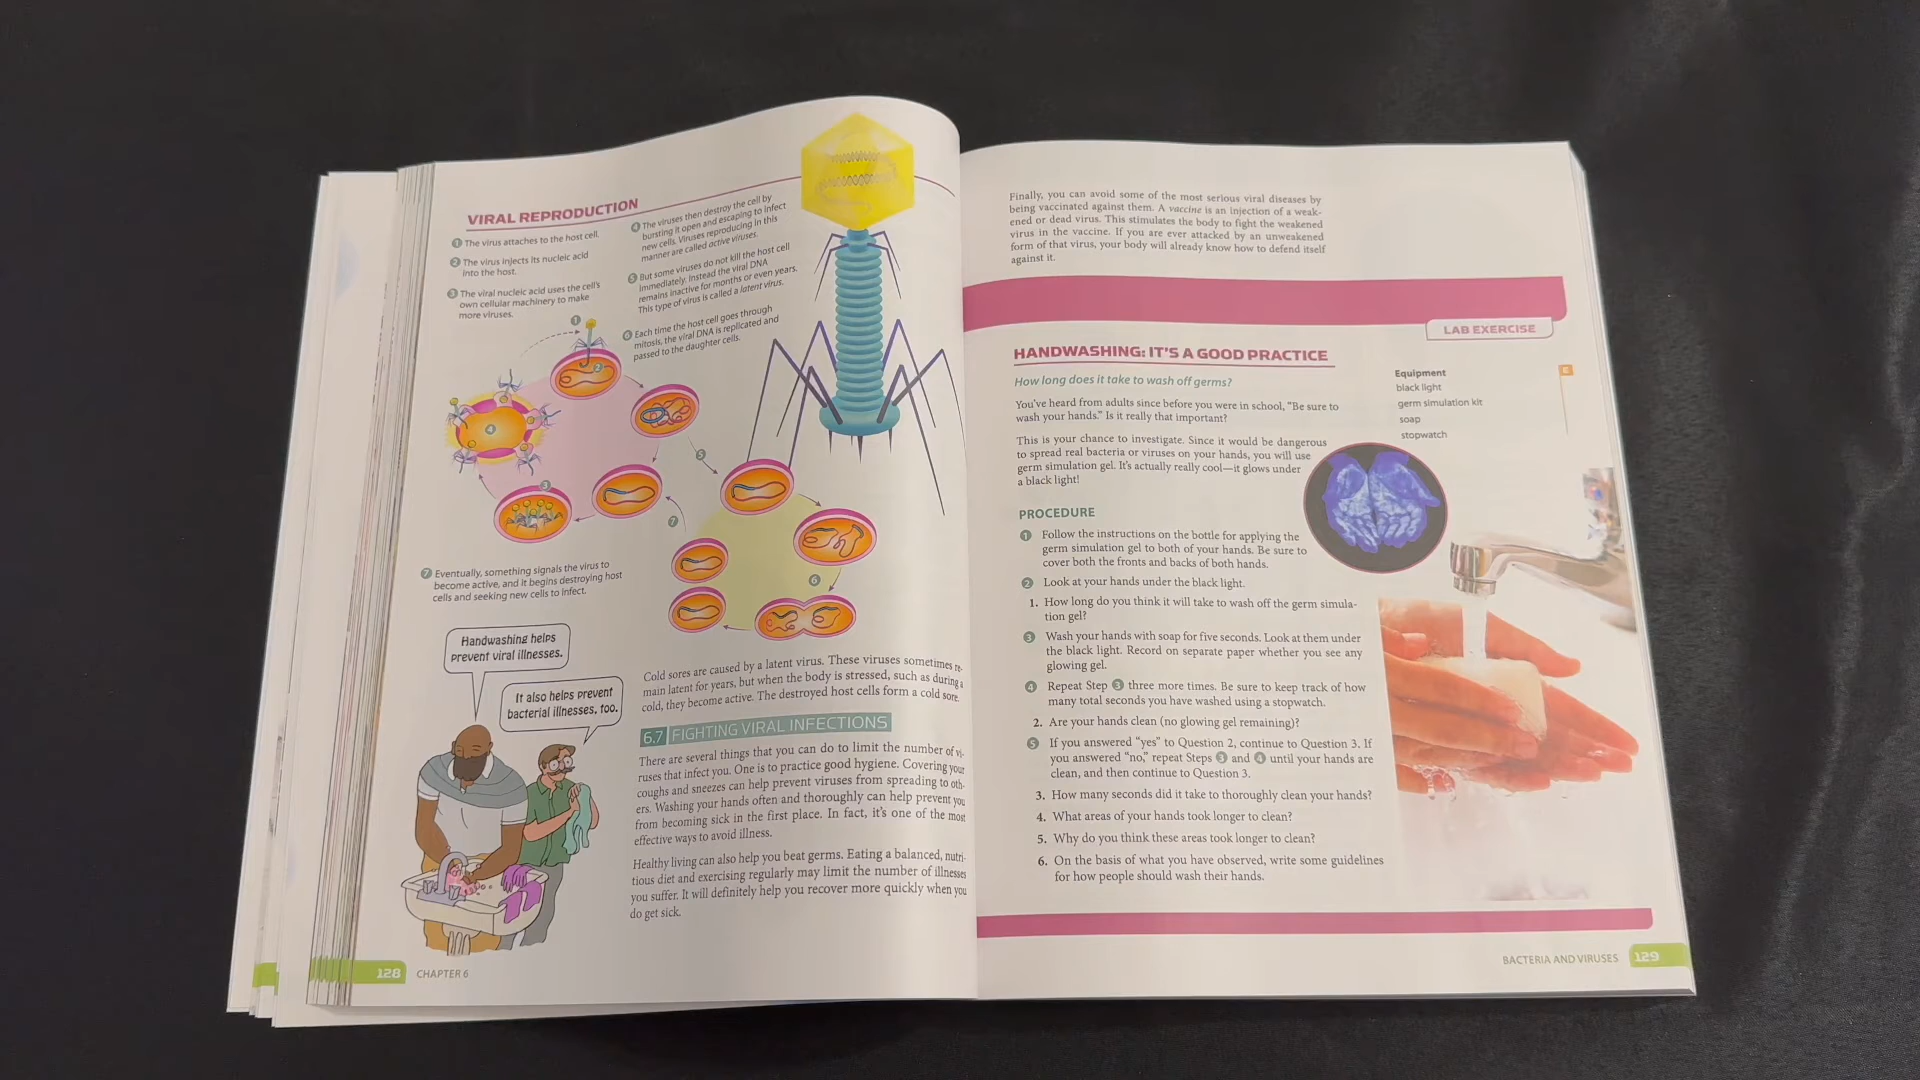 VIRAL REPRODUCTION
1 The virus attaches to the host cell.
2 The virus injects its nucleic acid
into the host.
3 The viral nucleic acid uses the cell's
own cellular machinery to make
more viruses.
4 The viruses then destroy the cell by
bursting it open and escaping to infect
new cells. Viruses reproducing in this
manner are called active viruses.
5 But some viruses do not kill the host cell
immediately. Instead the viral DNA
remains inactive for months or even years.
This type of virus is called a latent virus.
6 Each time the host cell goes through
mitosis, the viral DNA is replicated and
passed to the daughter cells.
1
2
4
5
3
7
6
7 Eventually, something signals the virus to
become active, and it begins destroying host
cells and seeking new cells to infect.
Handwashing helps
prevent viral illnesses.
It also helps prevent
bacterial illnesses, too.
Cold sores are caused by a latent virus. These viruses sometimes re-
main latent for years, but when the body is stressed, such as during a
cold, they become active. The destroyed host cells form a cold sore.
6.7 FIGHTING VIRAL INFECTIONS
There are several things that you can do to limit the number of vi-
ruses that infect you. One is to practice good hygiene. Covering your
coughs and sneezes can help prevent viruses from spreading to oth-
ers. Washing your hands often and thoroughly can help prevent you
from becoming sick in the first place. In fact, it's one of the most
effective ways to avoid illness.
Healthy living can also help you beat germs. Eating a balanced, nutri-
tious diet and exercising regularly may limit the number of illnesses
you suffer. It will definitely help you recover more quickly when you
do get sick.
128 CHAPTER 6
Finally, you can avoid some of the most serious viral diseases by
being vaccinated against them. A vaccine is an injection of a weak-
ened or dead virus. This stimulates the body to fight the weakened
virus in the vaccine. If you are ever attacked by an unweakened
form of that virus, your body will already know how to defend itself
against it.
LAB EXERCISE
HANDWASHING: IT'S A GOOD PRACTICE
How long does it take to wash off germs?
You've heard from adults since before you were in school, "Be sure to
wash your hands." Is it really that important?
This is your chance to investigate. Since it would be dangerous
to spread real bacteria or viruses on your hands, you will use
germ simulation gel. It's actually really cool—it glows under
a black light!
Equipment
black light
germ simulation kit
soap
stopwatch
E
PROCEDURE
1 Follow the instructions on the bottle for applying the
germ simulation gel to both of your hands. Be sure to
cover both the fronts and backs of both hands.
2 Look at your hands under the black light.
1. How long do you think it will take to wash off the germ simula-
tion gel?
3 Wash your hands with soap for five seconds. Look at them under
the black light. Record on separate paper whether you see any
glowing gel.
4 Repeat Step 3 three more times. Be sure to keep track of how
many total seconds you have washed using a stopwatch.
2. Are your hands clean (no glowing gel remaining)?
5 If you answered "yes" to Question 2, continue to Question 3. If
you answered "no," repeat Steps 3 and 4 until your hands are
clean, and then continue to Question 3.
3. How many seconds did it take to thoroughly clean your hands?
4. What areas of your hands took longer to clean?
5. Why do you think these areas took longer to clean?
6. On the basis of what you have observed, write some guidelines
for how people should wash their hands.
BACTERIA AND VIRUSES 129